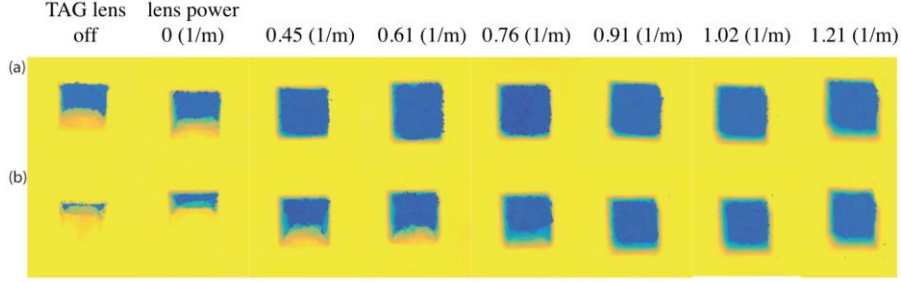 TAG lens lens power
off 0 (1/m) 0.45 (1/m) 0.61 (1/m) 0.76 (1/m) 0.91 (1/m) 1.02 (1/m) 1.21 (1/m)
(a)
(b)